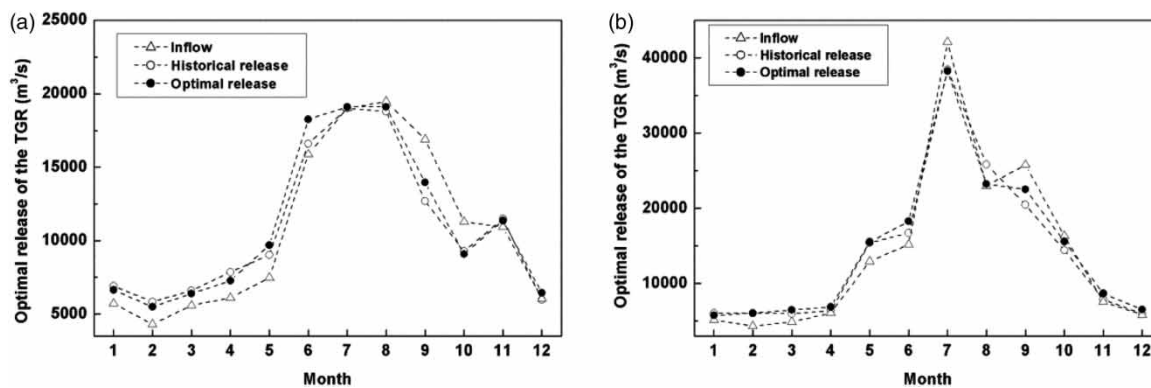 (a)
Optimal release of the TGR (m³/s)
25000
20000
15000
10000
5000
Inflow
Historical release
Optimal release
1 2 3 4 5 6 7 8 9 10 11 12
Month
(b)
Optimal release of the TGR (m³/s)
40000
30000
20000
10000
Inflow
Historical release
Optimal release
1 2 3 4 5 6 7 8 9 10 11 12
Month